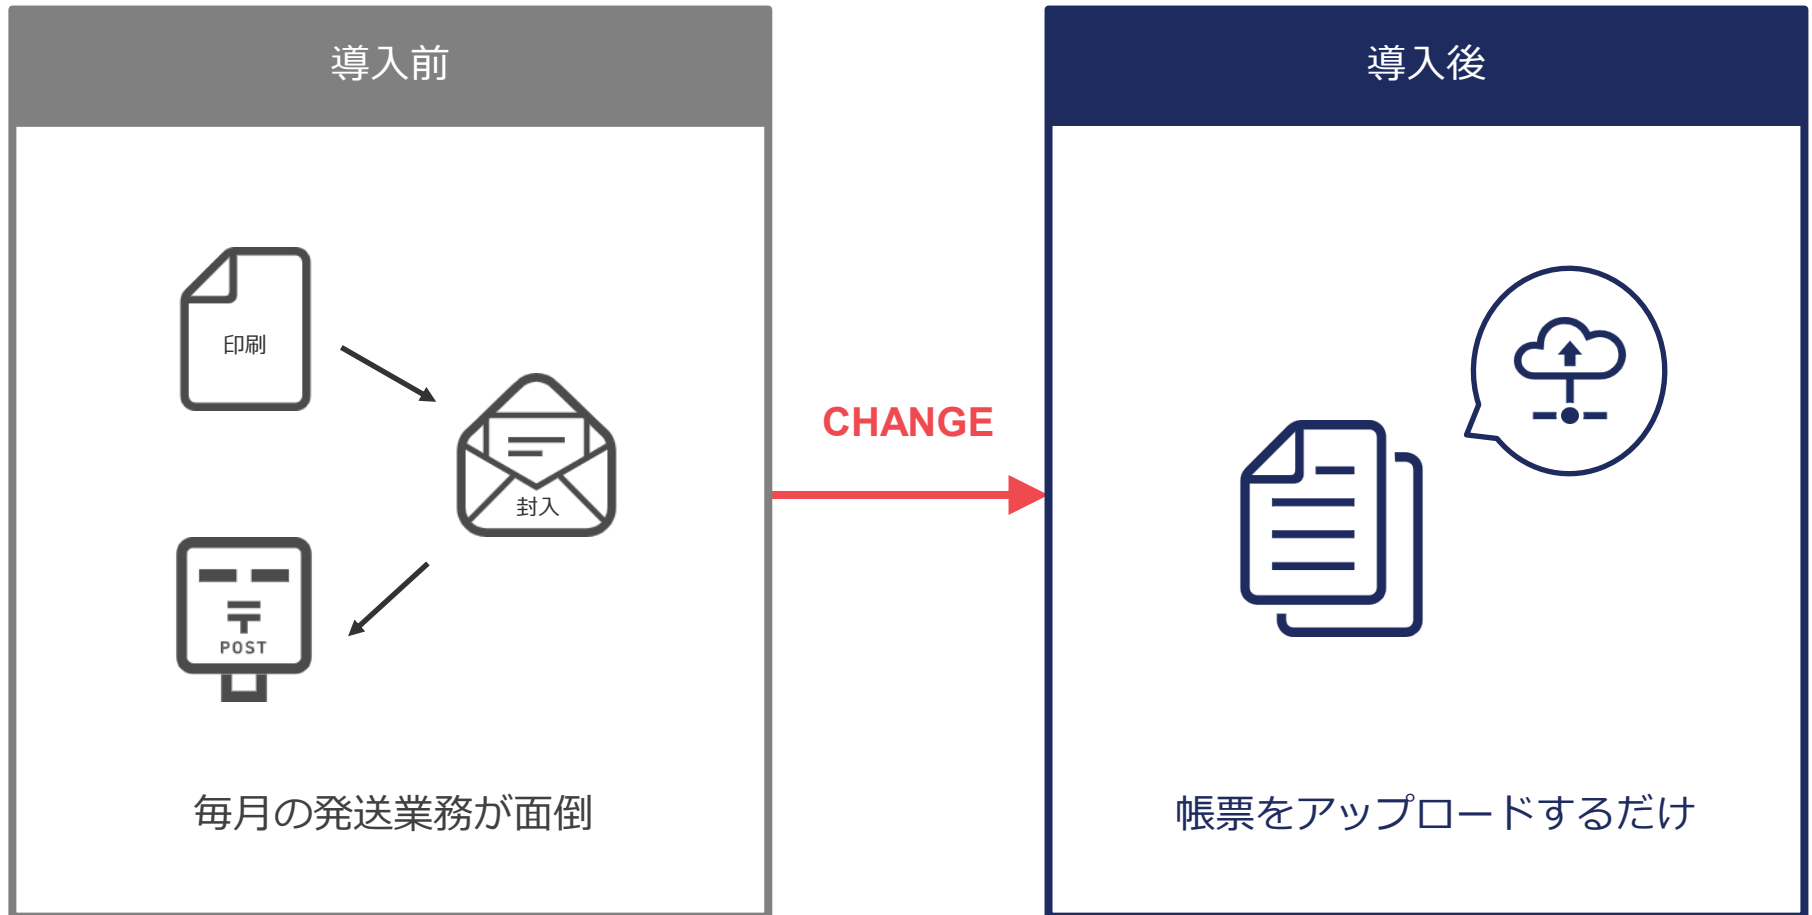 導入前
印刷
封入
〒
POST
毎月の発送業務が面倒
CHANGE
導入後
帳票をアップロードするだけ